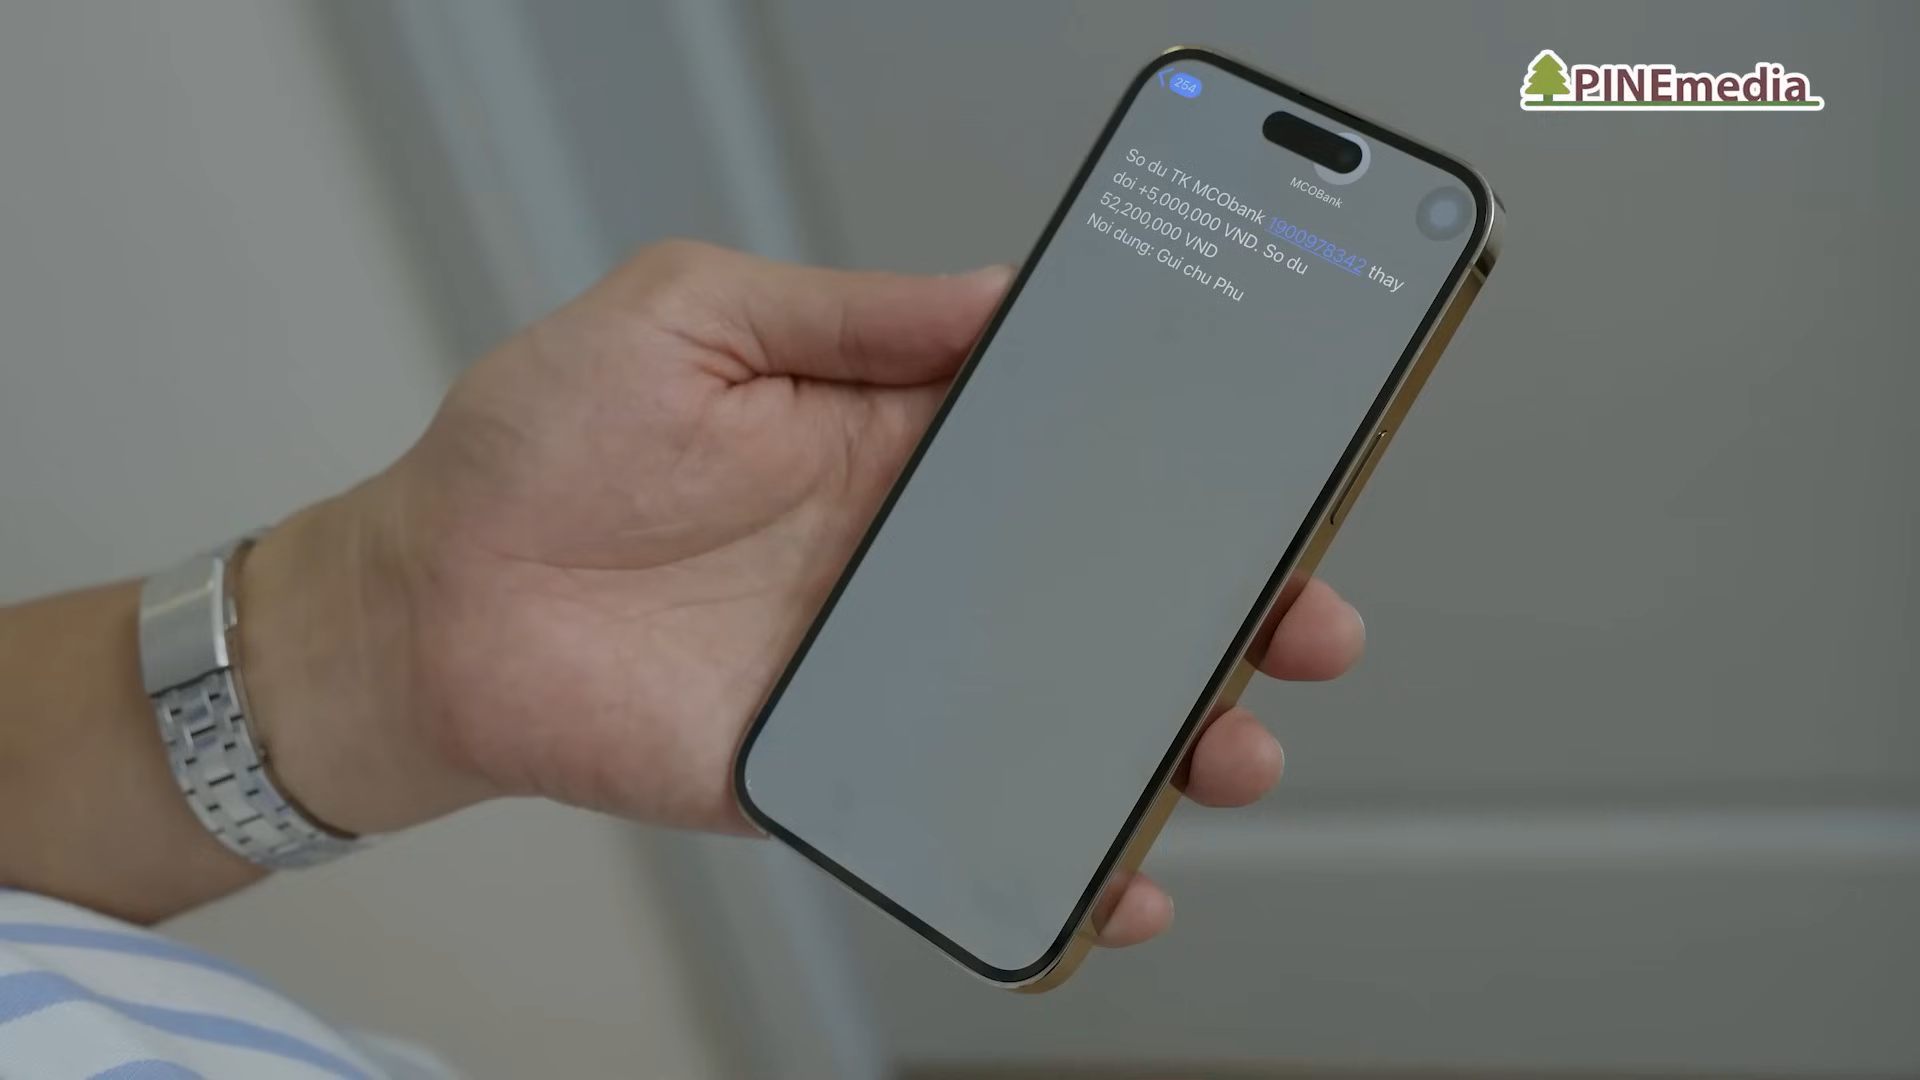 PINEmedia
254
MCOBank
So du TK MCObank 1900978342 thay
doi +5,000,000 VND. So du
52,200,000 VND
Noi dung: Gui chu Phu